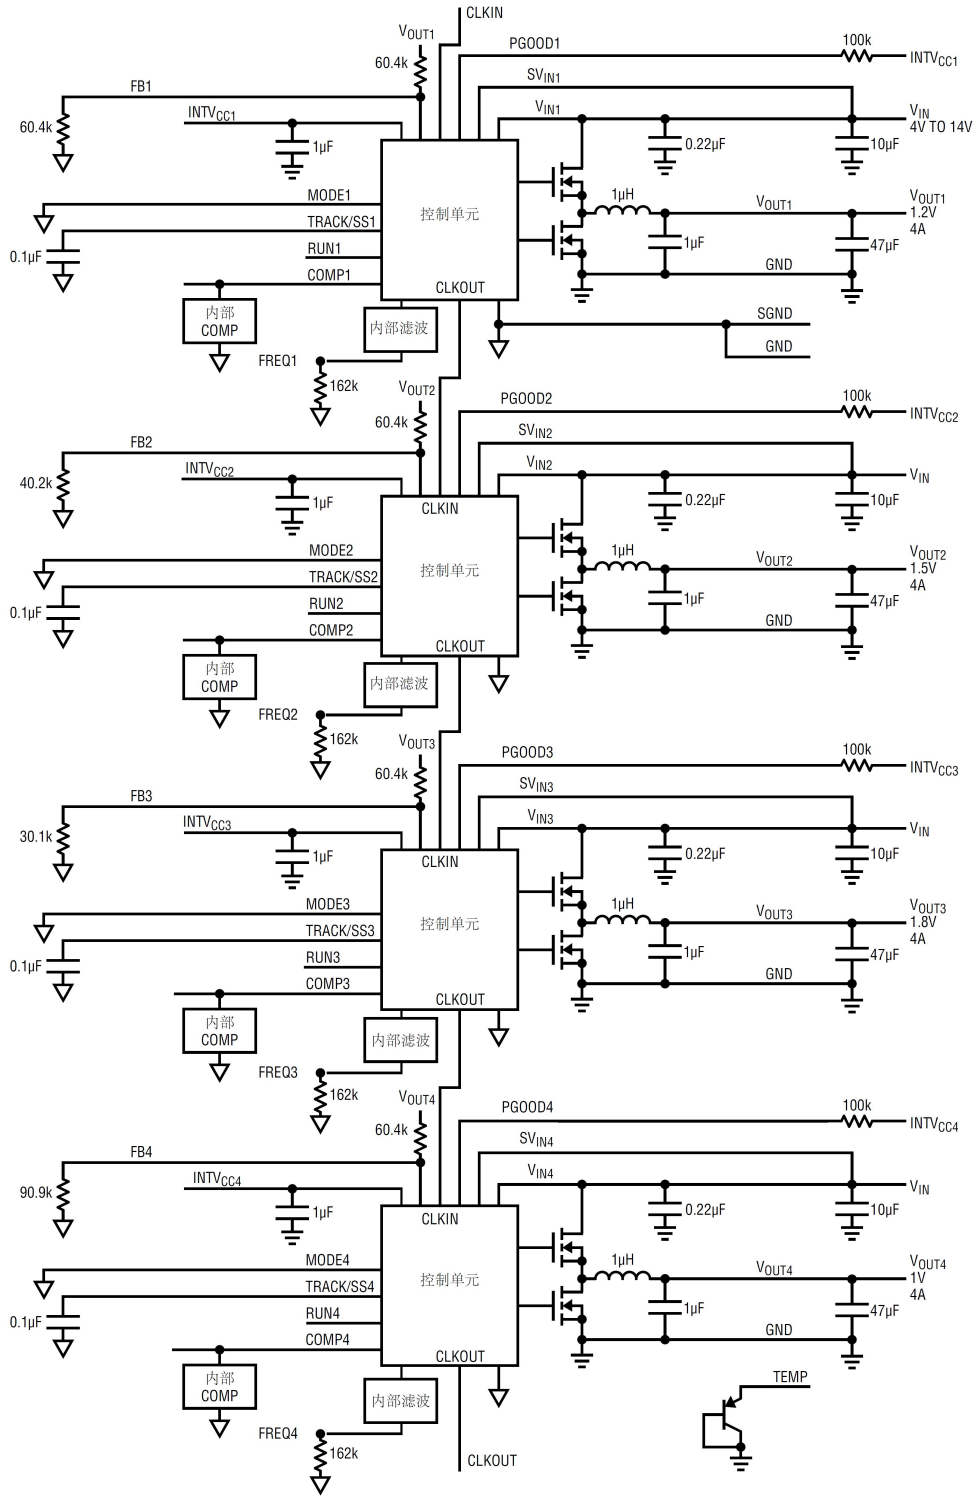 CLKIN
VOUT1
60.4k
PGOOD1
100k
INTVCC1
FB1
SVIN1
60.4k
INTVCC1
1µF
VIN1
0.22µF
10µF
VIN
4V TO 14V
MODE1
TRACK/SS1
0.1µF
RUN1
COMP1
控制单元
CLKOUT
1µH
VOUT1
1µF
47µF
VOUT1
1.2V
4A
GND
内部
COMP
内部滤波
SGND
GND
FREQ1
162k
VOUT2
60.4k
PGOOD2
100k
INTVCC2
FB2
SVIN2
40.2k
INTVCC2
1µF
VIN2
0.22µF
10µF
VIN
CLKIN
MODE2
TRACK/SS2
0.1µF
RUN2
COMP2
控制单元
CLKOUT
1µH
VOUT2
1µF
47µF
VOUT2
1.5V
4A
GND
内部
COMP
内部滤波
FREQ2
162k
VOUT3
60.4k
PGOOD3
100k
INTVCC3
FB3
SVIN3
30.1k
INTVCC3
1µF
VIN3
0.22µF
10µF
VIN
CLKIN
MODE3
TRACK/SS3
0.1µF
RUN3
COMP3
控制单元
CLKOUT
1µH
VOUT3
1µF
47µF
VOUT3
1.8V
4A
GND
内部
COMP
内部滤波
FREQ3
162k
VOUT4
60.4k
PGOOD4
100k
INTVCC4
FB4
SVIN4
90.9k
INTVCC4
1µF
VIN4
0.22µF
10µF
VIN
CLKIN
MODE4
TRACK/SS4
0.1µF
RUN4
COMP4
控制单元
CLKOUT
1µH
VOUT4
1µF
47µF
VOUT4
1V
4A
GND
内部
COMP
内部滤波
TEMP
FREQ4
162k
CLKOUT